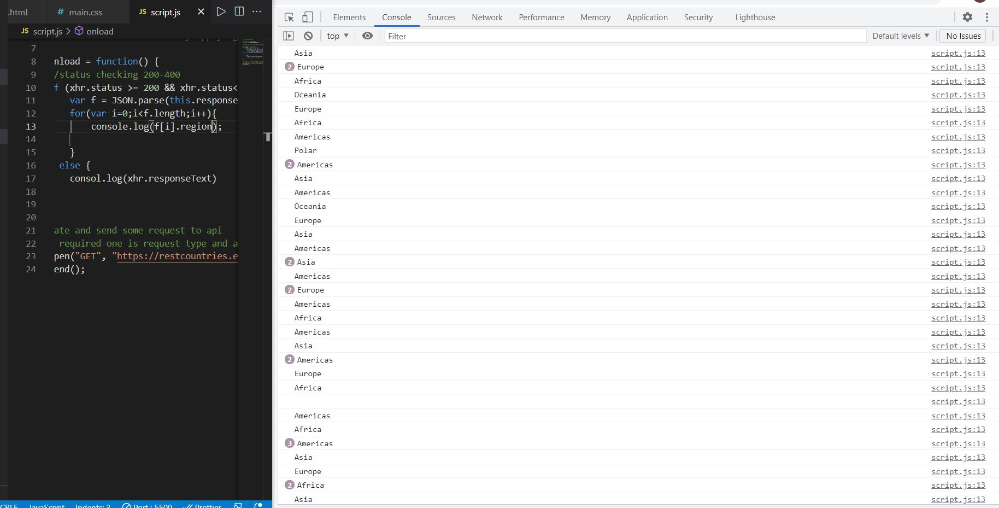 .html # main.css JS script.js
JS script.js > onload
7
8 nload = function() {
9 /status checking 200-400
10 f (xhr.status >= 200 && xhr.status<
11 var f = JSON.parse(this.response
12 for(var i=0;i<f.length;i++){
13 console.log(f[i].region);
14
15 }
16 else {
17 consol.log(xhr.responseText)
18
19
20
21 ate and send some request to api
22 required one is request type and a
23 pen("GET", "https://restcountries.e
24 end();
CRLF JavaScript Indents: 3 Port : 5500 Prettier
Elements Console Sources Network Performance Memory Application Security Lighthouse
top Filter Default levels No Issues
Asia script.js:13
2 Europe script.js:13
Africa script.js:13
Oceania script.js:13
Europe script.js:13
Africa script.js:13
Americas script.js:13
Polar script.js:13
2 Americas script.js:13
Asia script.js:13
Americas script.js:13
Oceania script.js:13
Europe script.js:13
Asia script.js:13
Americas script.js:13
2 Asia script.js:13
Americas script.js:13
2 Europe script.js:13
Americas script.js:13
Africa script.js:13
Americas script.js:13
Asia script.js:13
2 Americas script.js:13
Europe script.js:13
Africa script.js:13
script.js:13
Americas script.js:13
Africa script.js:13
3 Americas script.js:13
Asia script.js:13
Europe script.js:13
2 Africa script.js:13
Asia script.js:13